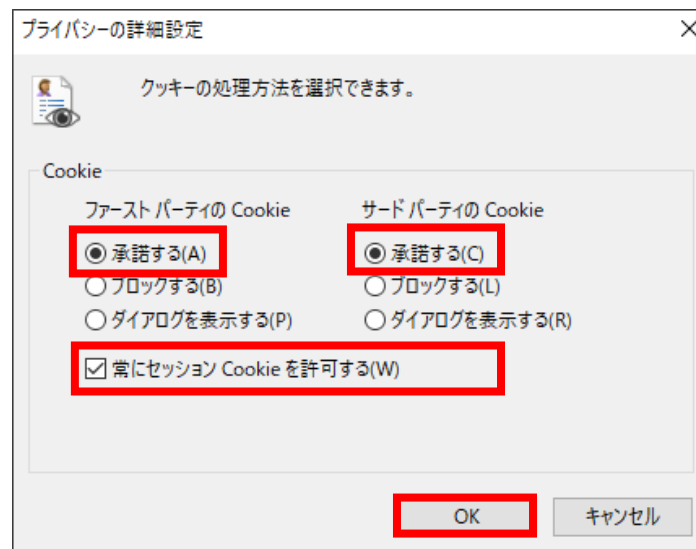 プライバシーの詳細設定
クッキーの処理方法を選択できます。
Cookie
ファースト パーティの Cookie
サード パーティの Cookie
承諾する(A)
承諾する(C)
ブロックする(B)
ブロックする(L)
ダイアログを表示する(P)
ダイアログを表示する(R)
常にセッション Cookie を許可する(W)
OK
キャンセル